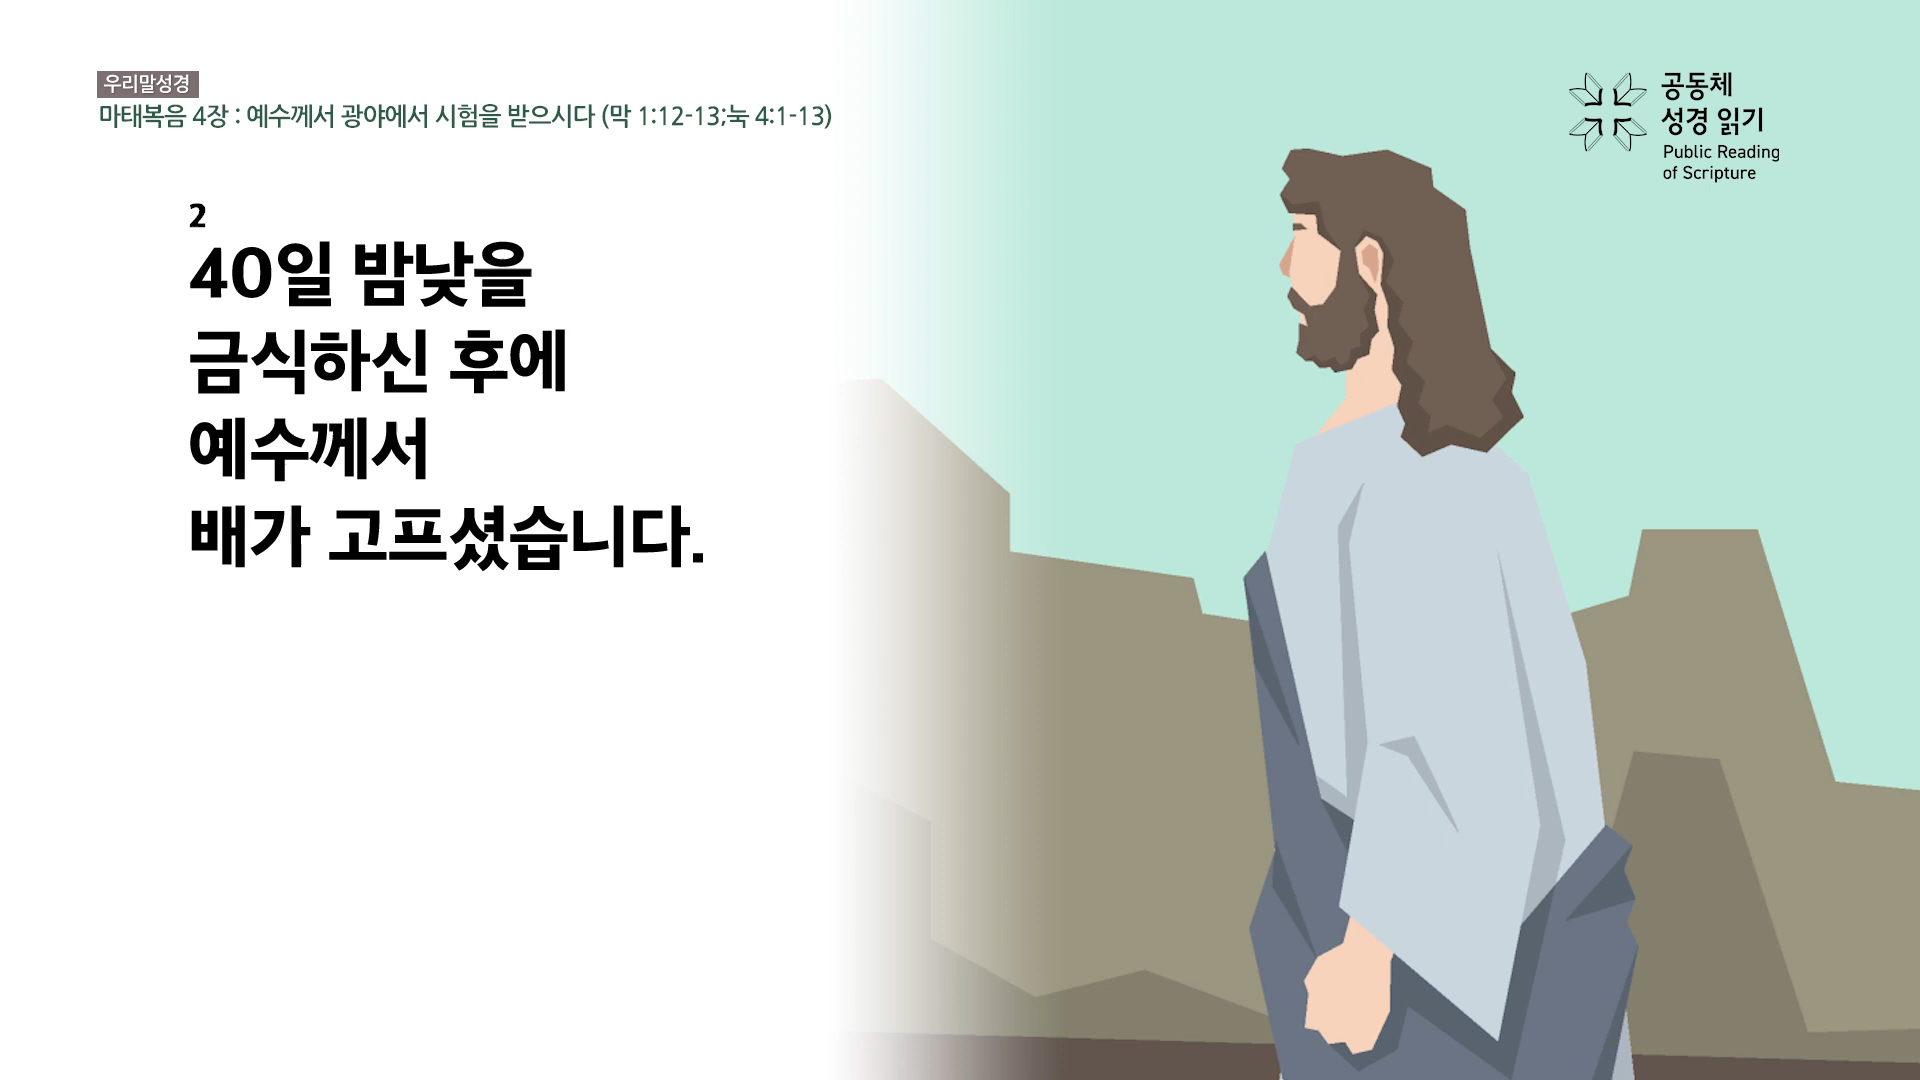 우리말성경
마태복음 4장 : 예수께서 광야에서 시험을 받으시다 (막 1:12-13;눅 4:1-13)
공동체
성경 읽기
Public Reading
of Scripture
2
40일 밤낮을
금식하신 후에
예수께서
배가 고프셨습니다.